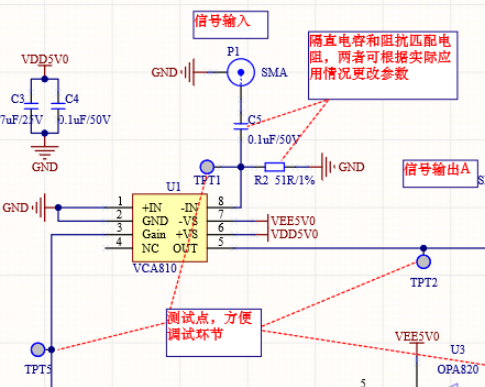 信号输入
隔直电容和阻抗匹配电
阻，两者可根据实际应
用情况更改参数
P1
GND
SMA
VDD5V0
C3
C4
7uF/25V
0.1uF/50V
GND
C5
0.1uF/50V
TPT1
R2 51R/1%
GND
信号输出A
S
U1
GND
1 +IN -IN 8
2 GND -VS 7 VEE5V0
3 Gain +VS 6 VDD5V0
4 NC OUT 5
VCA810
TPT2
测试点，方便
调试环节
TPT5
VEE5V0
U3
OPA820
5